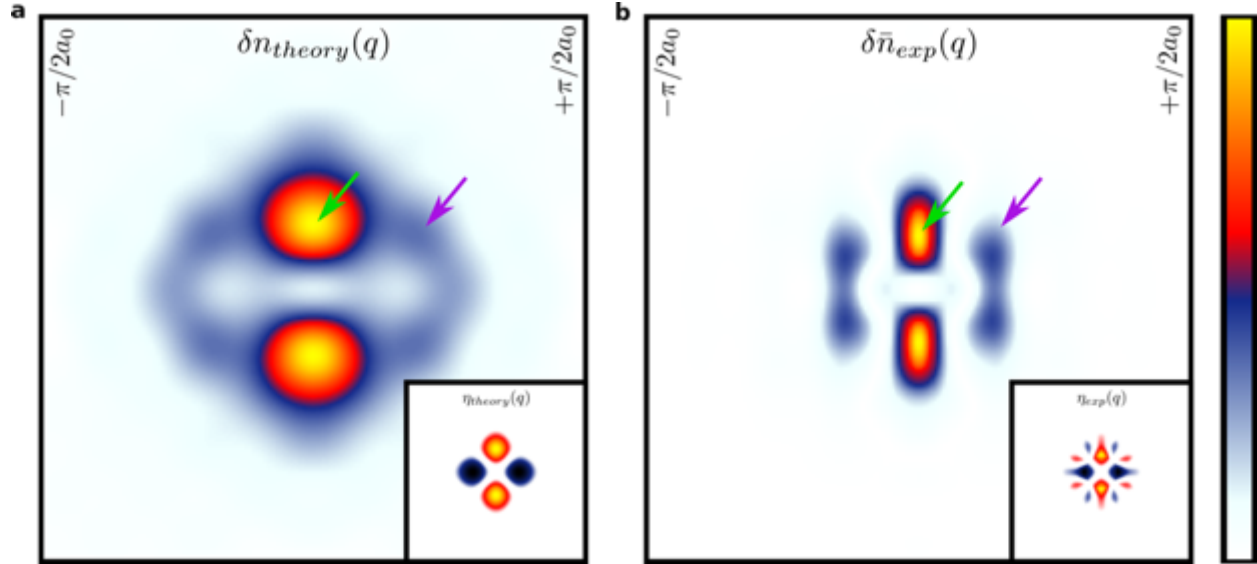 a
b
δn_{theory}(q)
−π/2a₀
+π/2a₀
η_{theory}(q)
δn̄_{exp}(q)
−π/2a₀
+π/2a₀
η_{exp}(q)